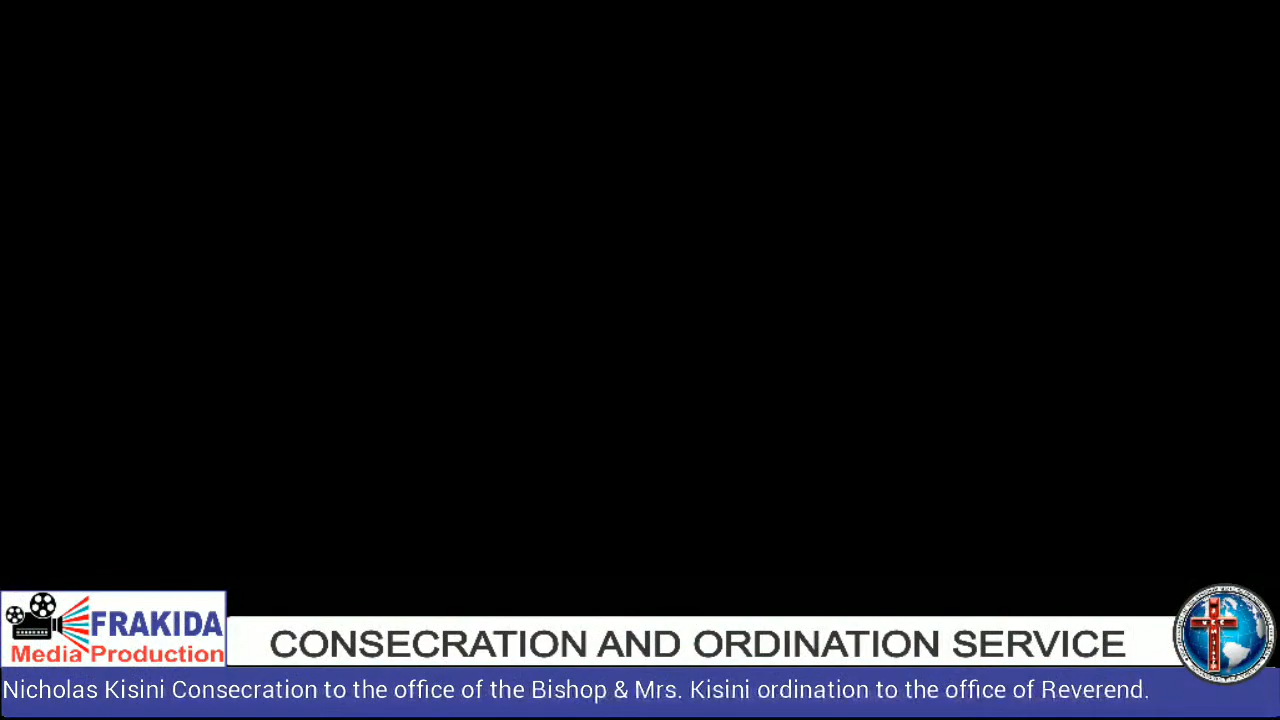 FRAKIDA
Media Production
CONSECRATION AND ORDINATION SERVICE
Nicholas Kisini Consecration to the office of the Bishop & Mrs. Kisini ordination to the office of Reverend.